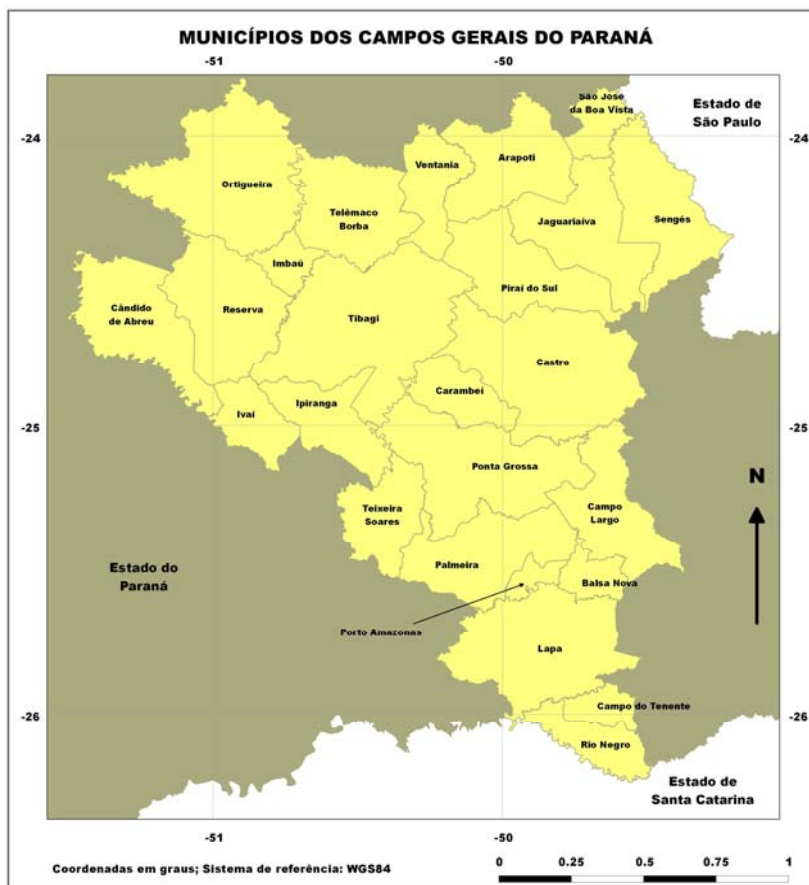 MUNICÍPIOS DOS CAMPOS GERAIS DO PARANÁ
-51
-50
São José
da Boa Vista
Estado de
São Paulo
-24
-24
Ventania
Arapoti
Ortigueira
Telêmaco
Borba
Jaguariaíva
Sengés
Imbaú
Piraí do Sul
Cândido
de Abreu
Reserva
Tibagi
Castro
Carambeí
Ivaí
Ipiranga
-25
-25
Ponta Grossa
N
Teixeira
Soares
Campo
Largo
Estado do
Paraná
Palmeira
Balsa Nova
Porto Amazonas
Lapa
-26
-26
Campo do Tenente
Rio Negro
Estado de
Santa Catarina
-51
-50
Coordenadas em graus; Sistema de referência: WGS84
0
0.25
0.5
0.75
1